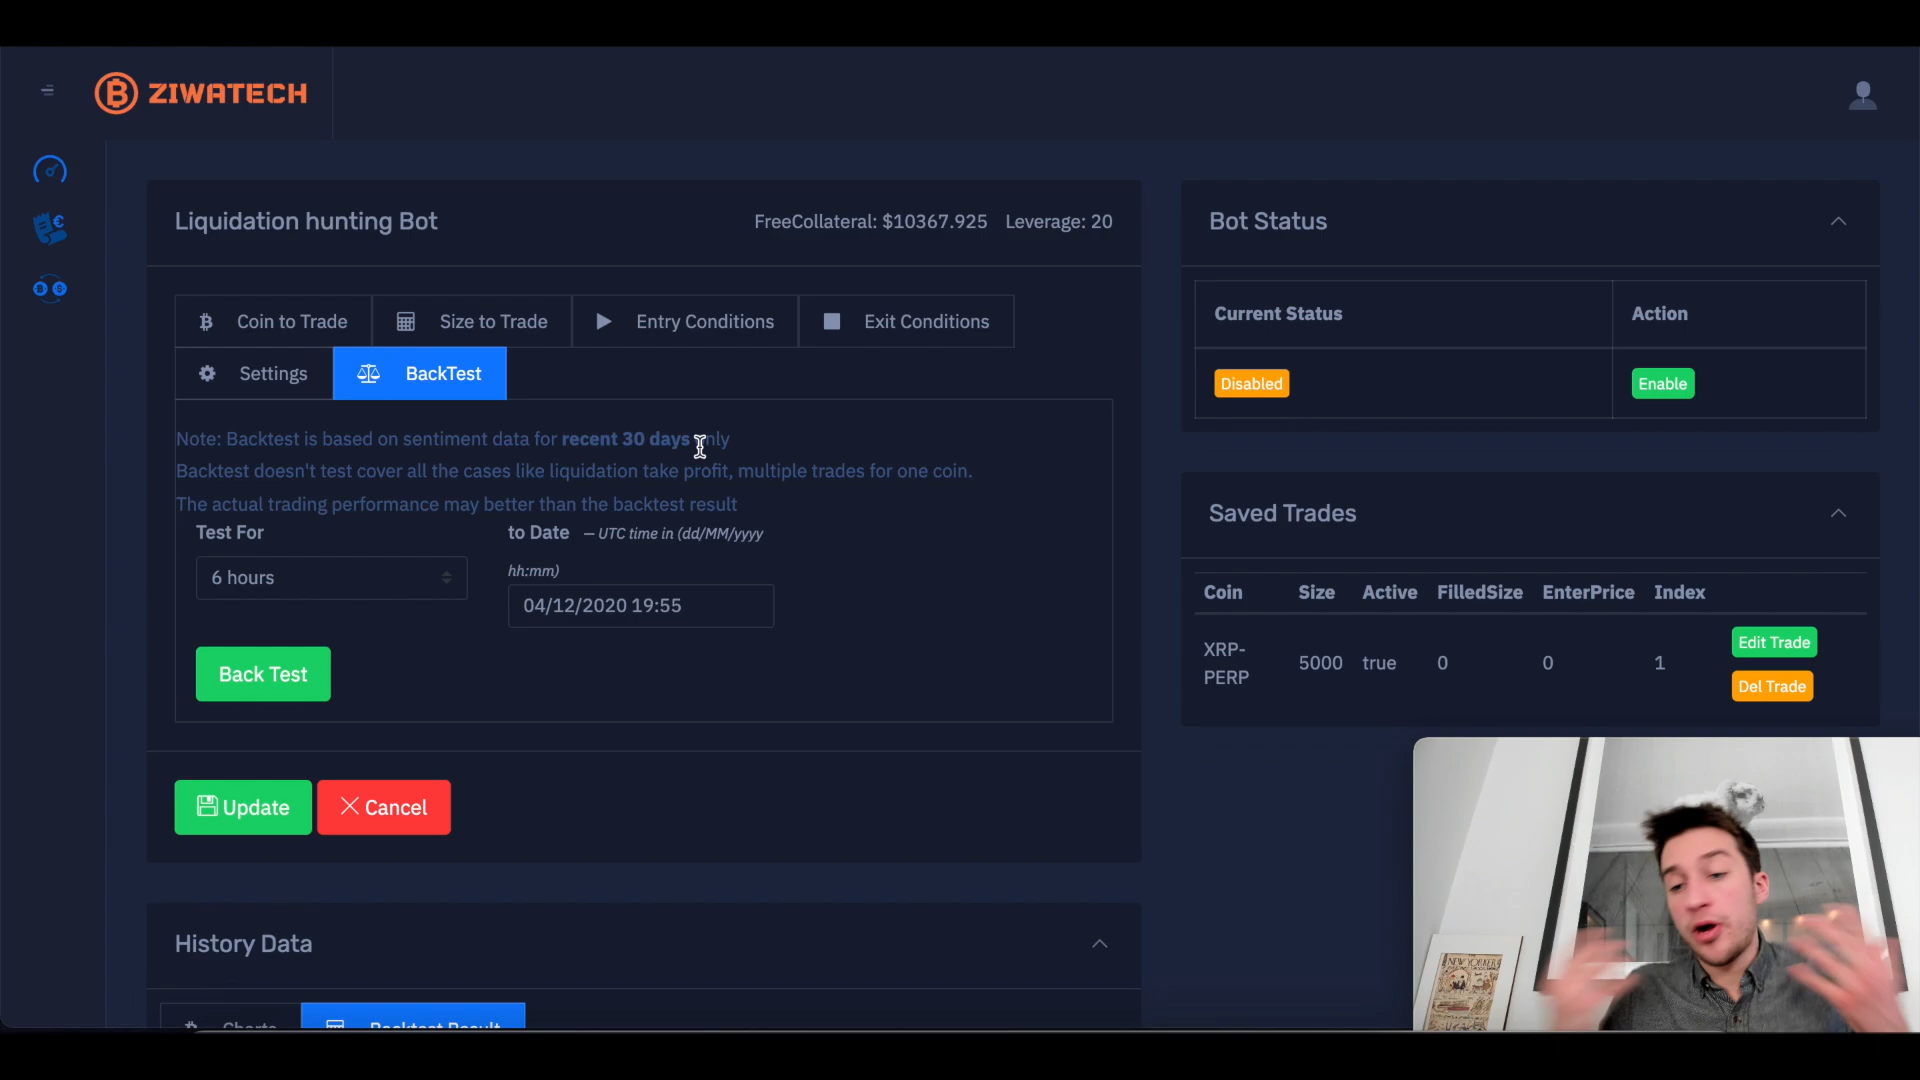 ZIWATECH
Liquidation hunting Bot
FreeCollateral: $10367.925 Leverage: 20
Coin to Trade
Size to Trade
Entry Conditions
Exit Conditions
Settings
BackTest
Note: Backtest is based on sentiment data for recent 30 days only
Backtest doesn't test cover all the cases like liquidation take profit, multiple trades for one coin.
The actual trading performance may better than the backtest result
Test For
to Date – UTC time in (dd/MM/yyyy
hh:mm)
6 hours
04/12/2020 19:55
Back Test
Update
Cancel
History Data
Charts
Backtest Result
Bot Status
Current Status
Action
Disabled
Enable
Saved Trades
Coin Size Active FilledSize EnterPrice Index
XRP-
PERP
5000 true 0 0 1
Edit Trade
Del Trade
NEW YORKER